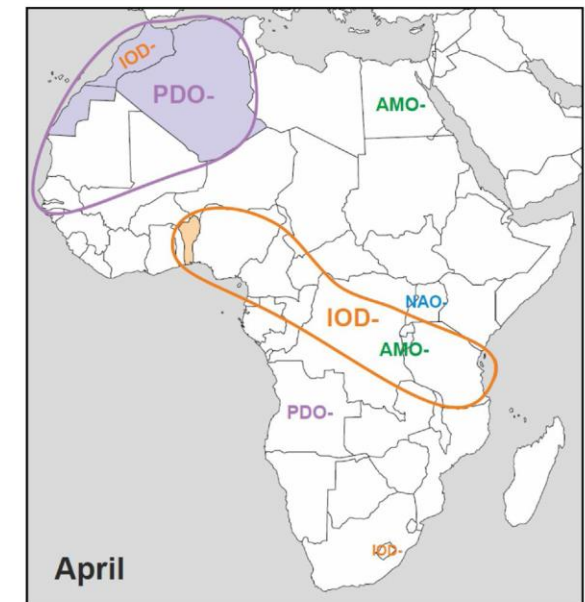 IOD-
PDO-
AMO-
NAO-
IOD-
AMO-
PDO-
IOD-
April